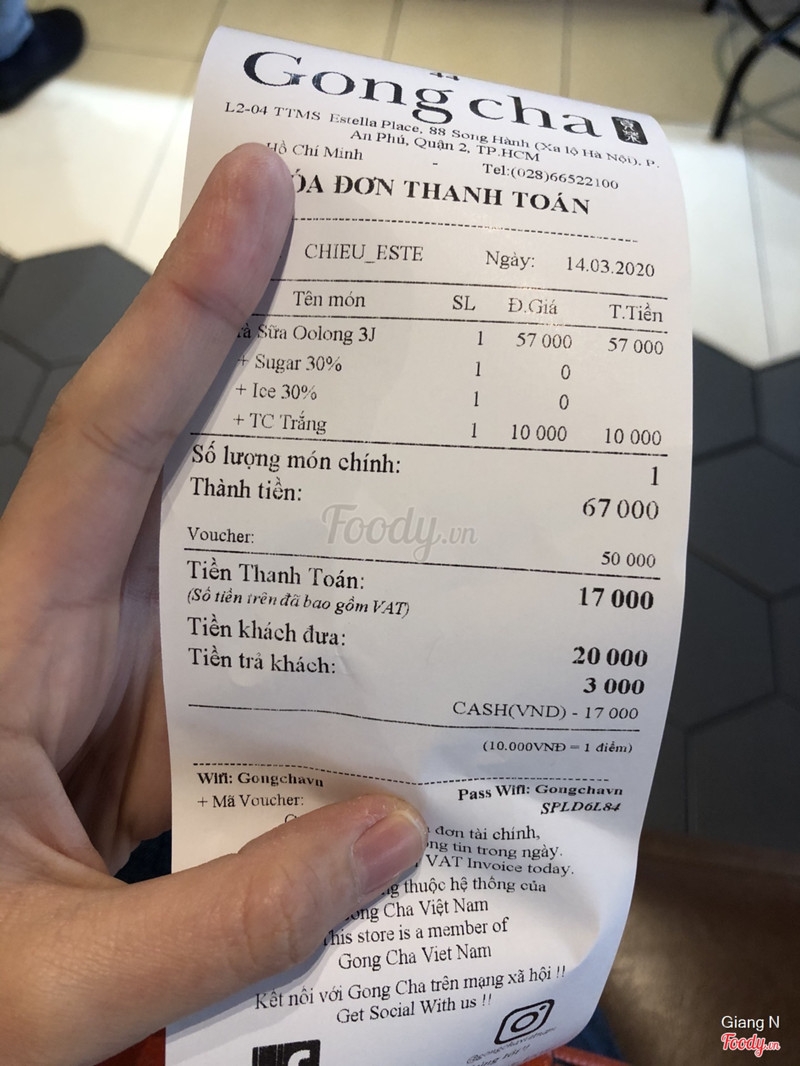 Gong cha
L2-04 TTMS Estella Place, 88 Song Hành (Xa lộ Hà Nội), P.
An Phú, Quận 2, TP.HCM
Hồ Chí Minh - Tel:(028)66522100
ÓA ĐƠN THANH TOÁN
CHIEU_ESTE Ngày: 14.03.2020
Tên món SL Đ.Giá T.Tiền
à Sữa Oolong 3J 1 57 000 57 000
+ Sugar 30% 1 0
+ Ice 30% 1 0
+ TC Trắng 1 10 000 10 000
Số lượng món chính: 1
Thành tiền: 67 000
Foody.vn
Voucher: 50 000
Tiền Thanh Toán: 17 000
(Số tiền trên đã bao gồm VAT)
Tiền khách đưa: 20 000
Tiền trả khách: 3 000
CASH(VND) - 17 000
(10.000VNĐ = 1 điểm)
Wifi: Gongchavn Pass Wifi: Gongchavn
+ Mã Voucher: SPLD6L84
đơn tài chính,
ng tin trong ngày.
VAT Invoice today.
ng thuộc hệ thống của
ong Cha Việt Nam
his store is a member of
Gong Cha Viet Nam
Kết nối với Gong Cha trên mạng xã hội !!
Get Social With us !!
Giang N
Foody.vn